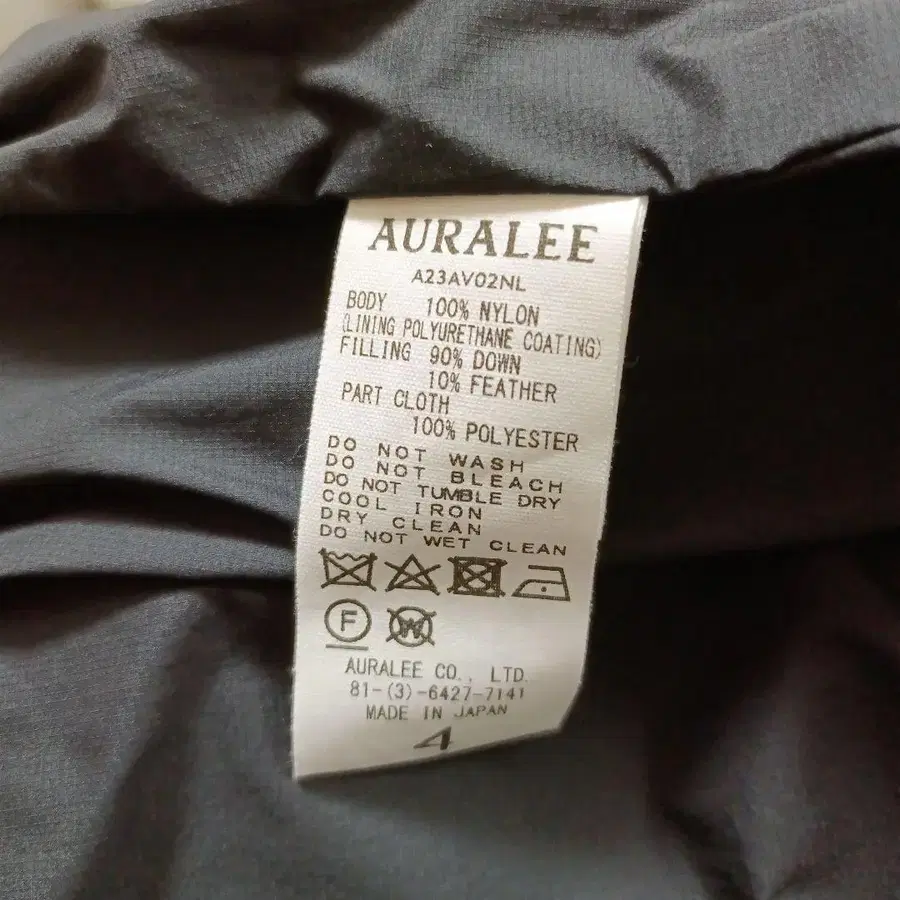 AURALEE
A23AV02NL
BODY 100% NYLON
(LINING POLYURETHANE COATING)
FILLING 90% DOWN
10% FEATHER
PART CLOTH
100% POLYESTER
DO NOT WASH
DO NOT BLEACH
DO NOT TUMBLE DRY
COOL IRON
DRY CLEAN
DO NOT WET CLEAN
F W
AURALEE CO., LTD.
81-(3)-6427-7141
MADE IN JAPAN
4